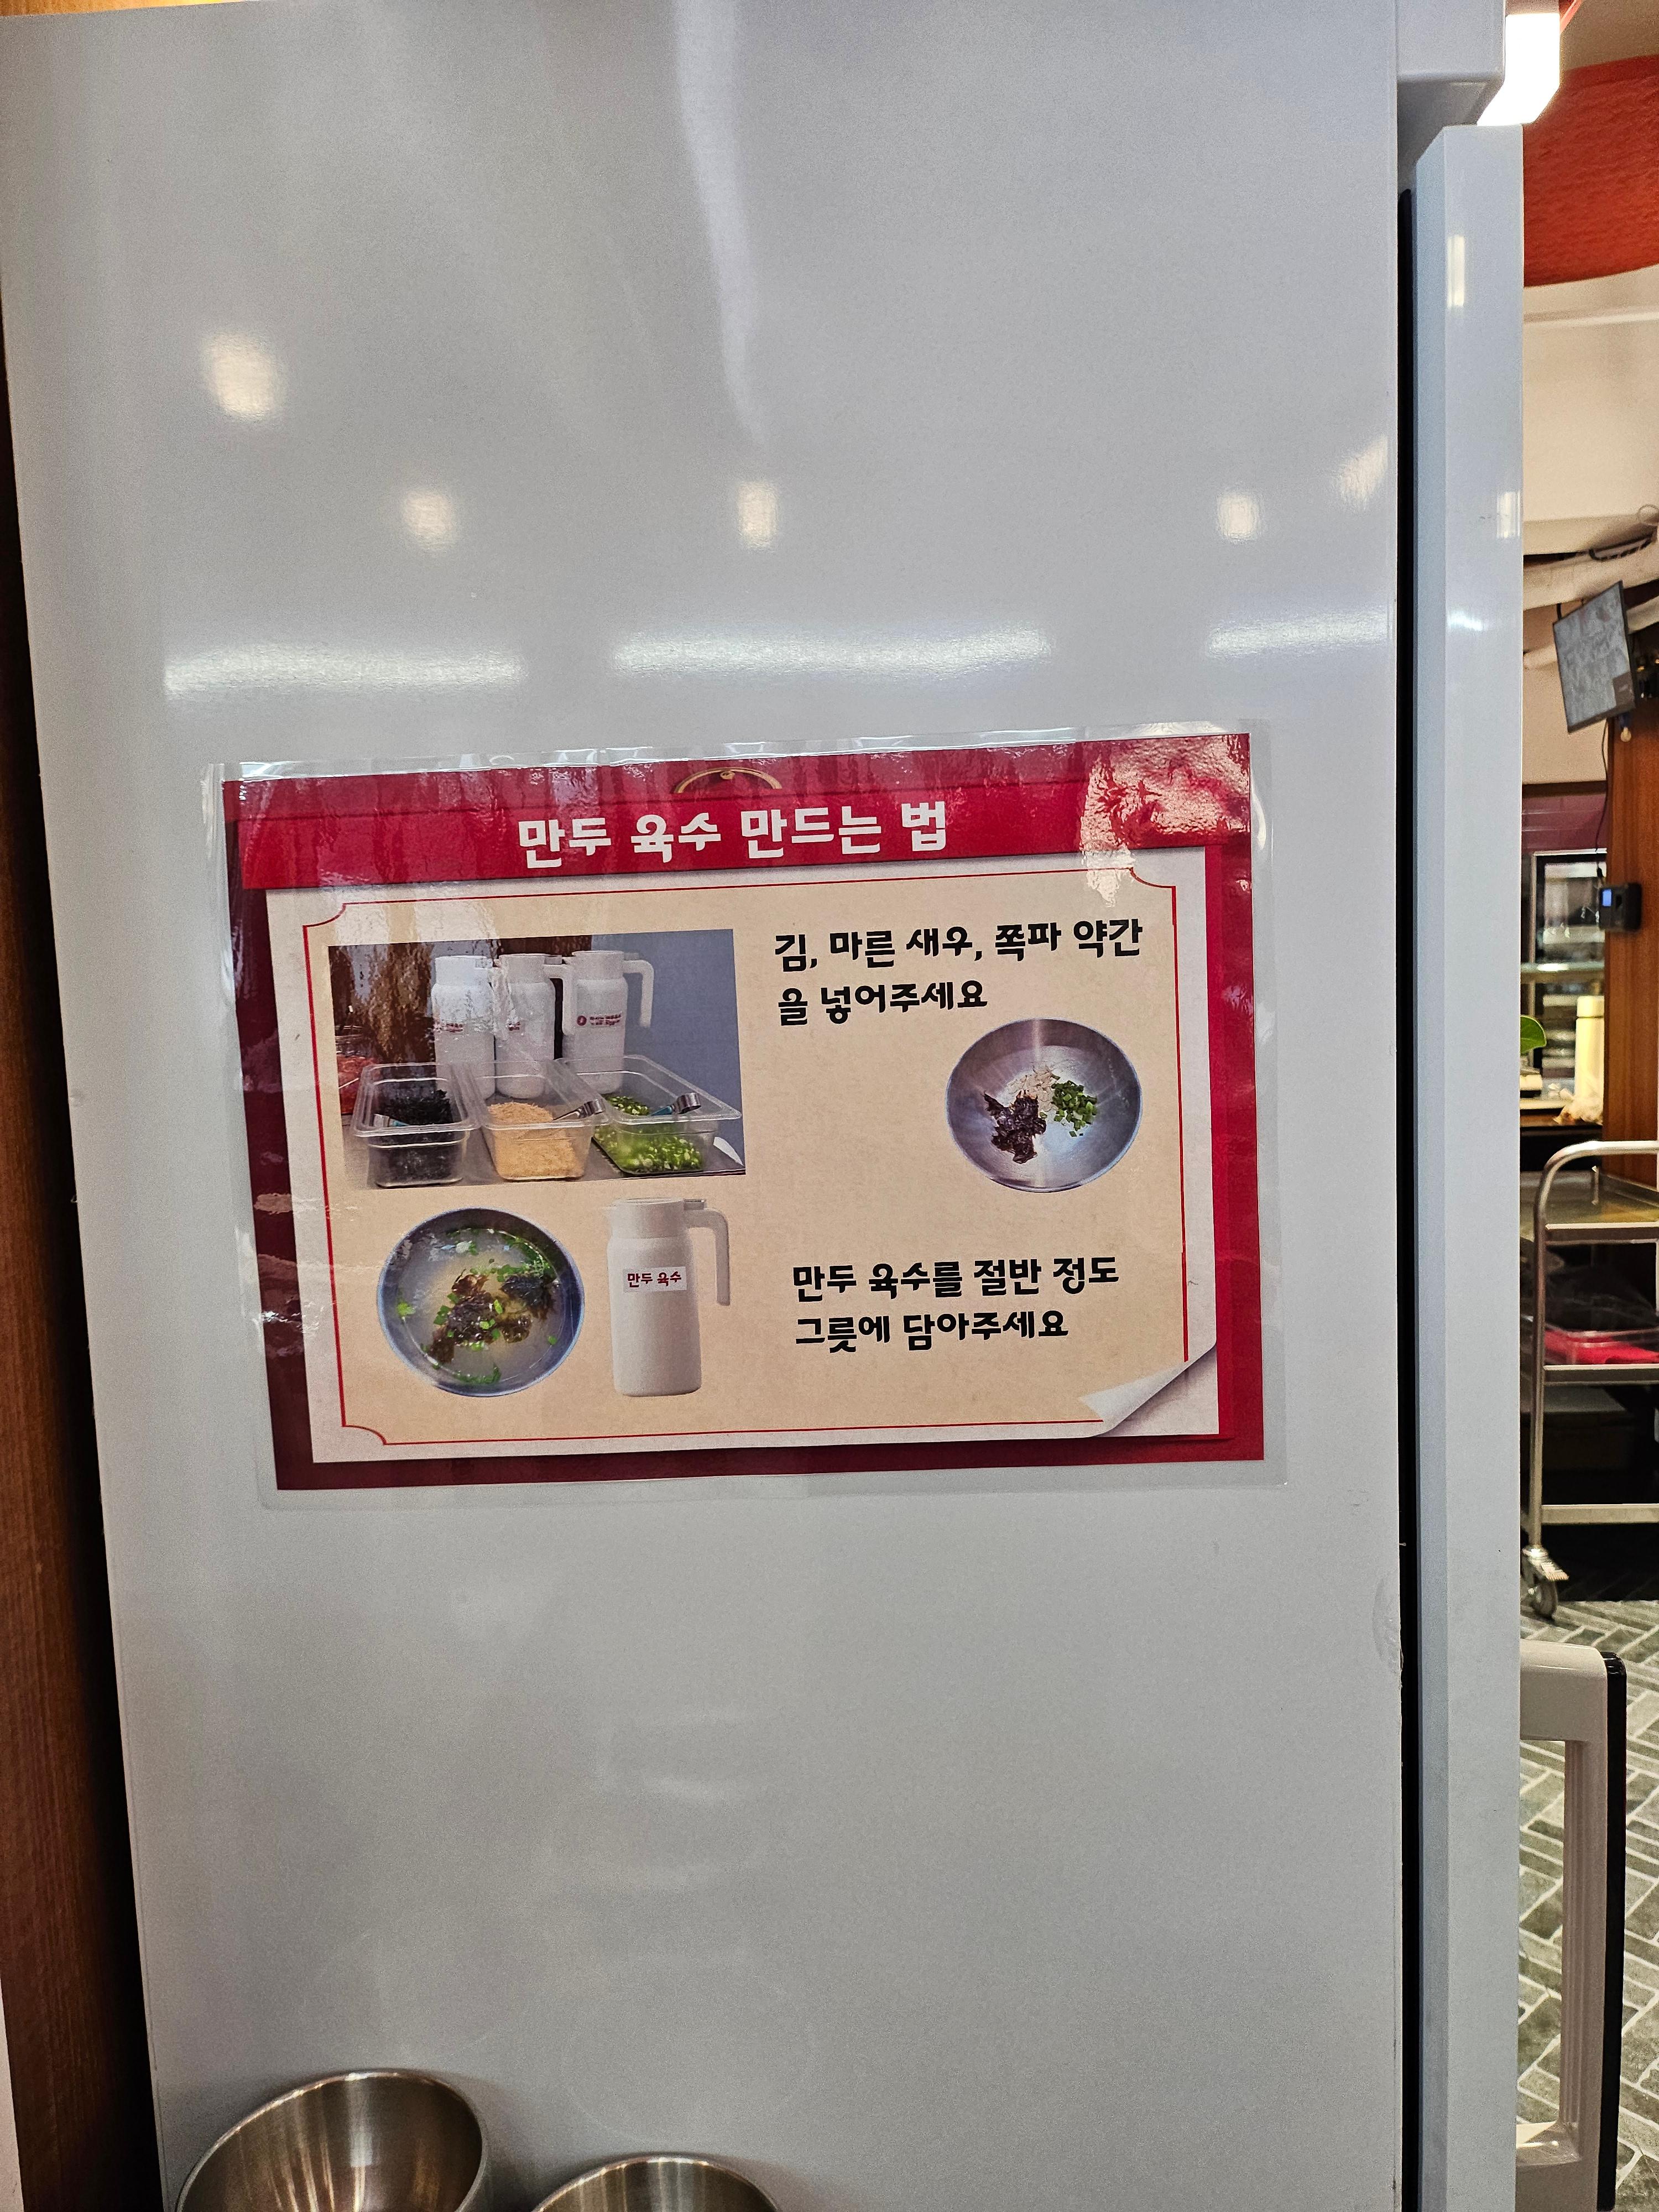 만두 육수 만드는 법
김, 마른 새우, 쪽파 약간
을 넣어주세요
만두 육수
만두 육수를 절반 정도
그릇에 담아주세요